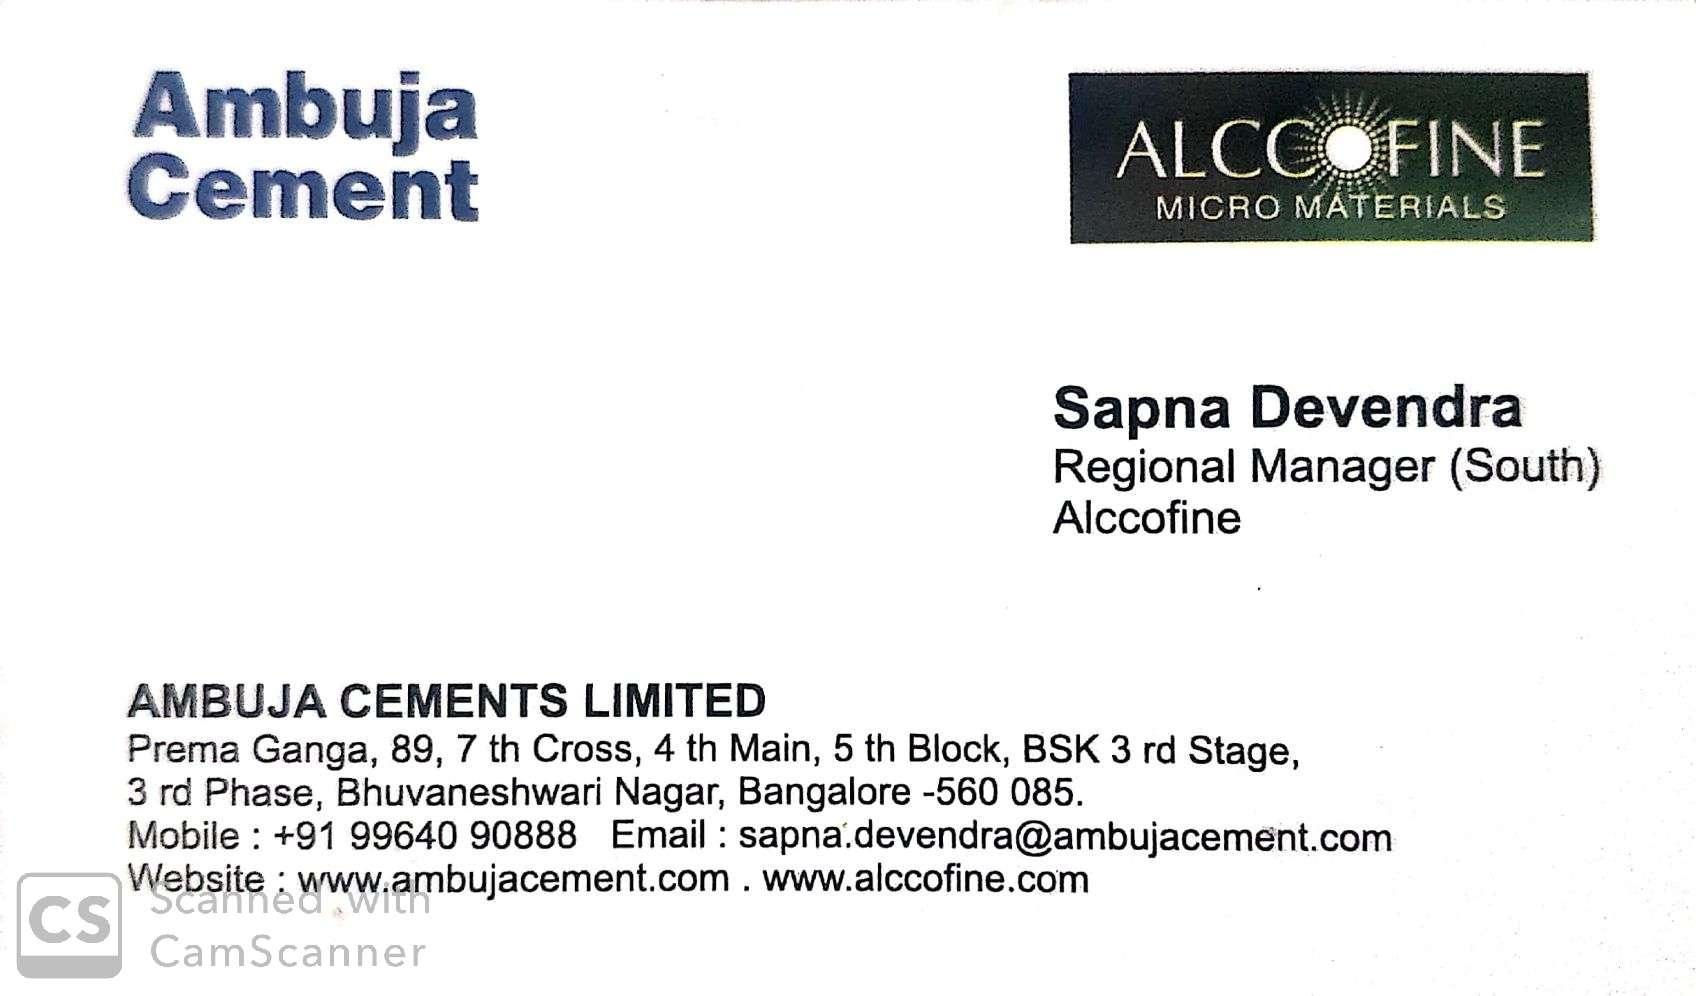 Ambuja
Cement
ALCCOFINE
MICRO MATERIALS
Sapna Devendra
Regional Manager (South)
Alccofine
AMBUJA CEMENTS LIMITED
Prema Ganga, 89, 7 th Cross, 4 th Main, 5 th Block, BSK 3 rd Stage,
3 rd Phase, Bhuvaneshwari Nagar, Bangalore -560 085.
Mobile : +91 99640 90888 Email : sapna.devendra@ambujacement.com
Website : www.ambujacement.com . www.alccofine.com
CS Scanned with
CamScanner